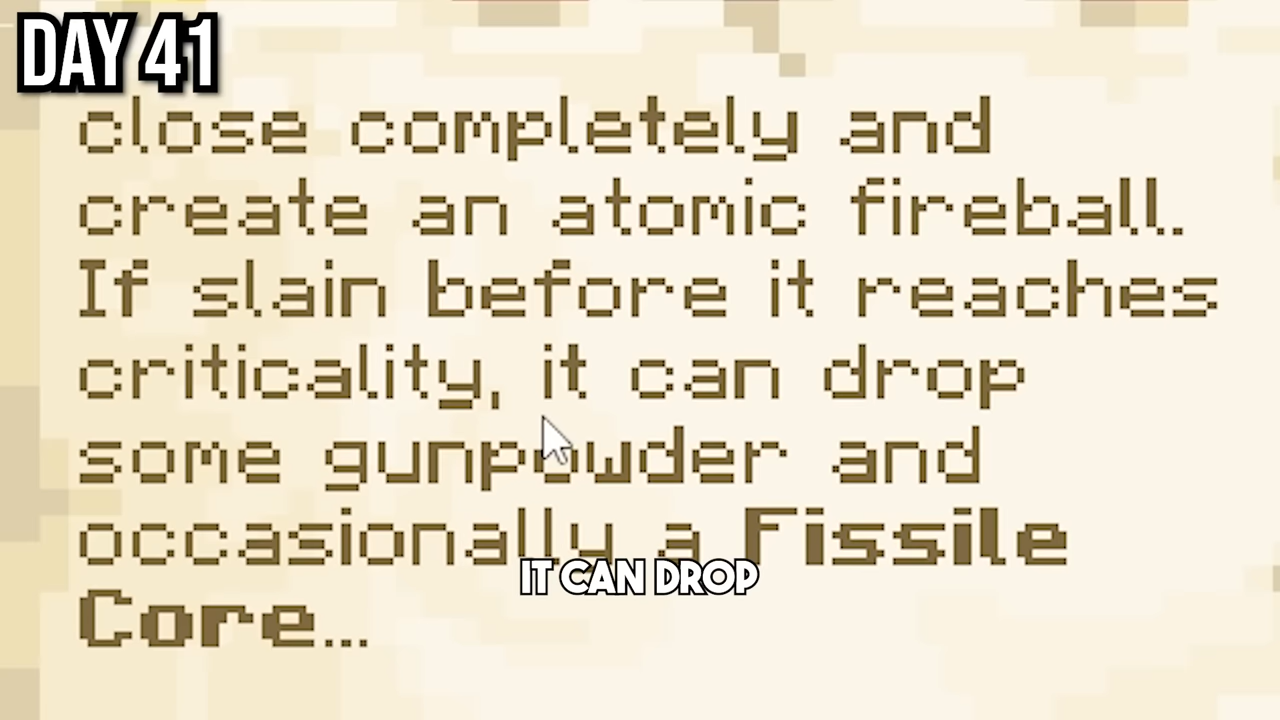 DAY 41
close completely and
create an atomic fireball.
If slain before it reaches
criticality, it can drop
some gunpowder and
occasionally a Fissile
IT CAN DROP
Core...